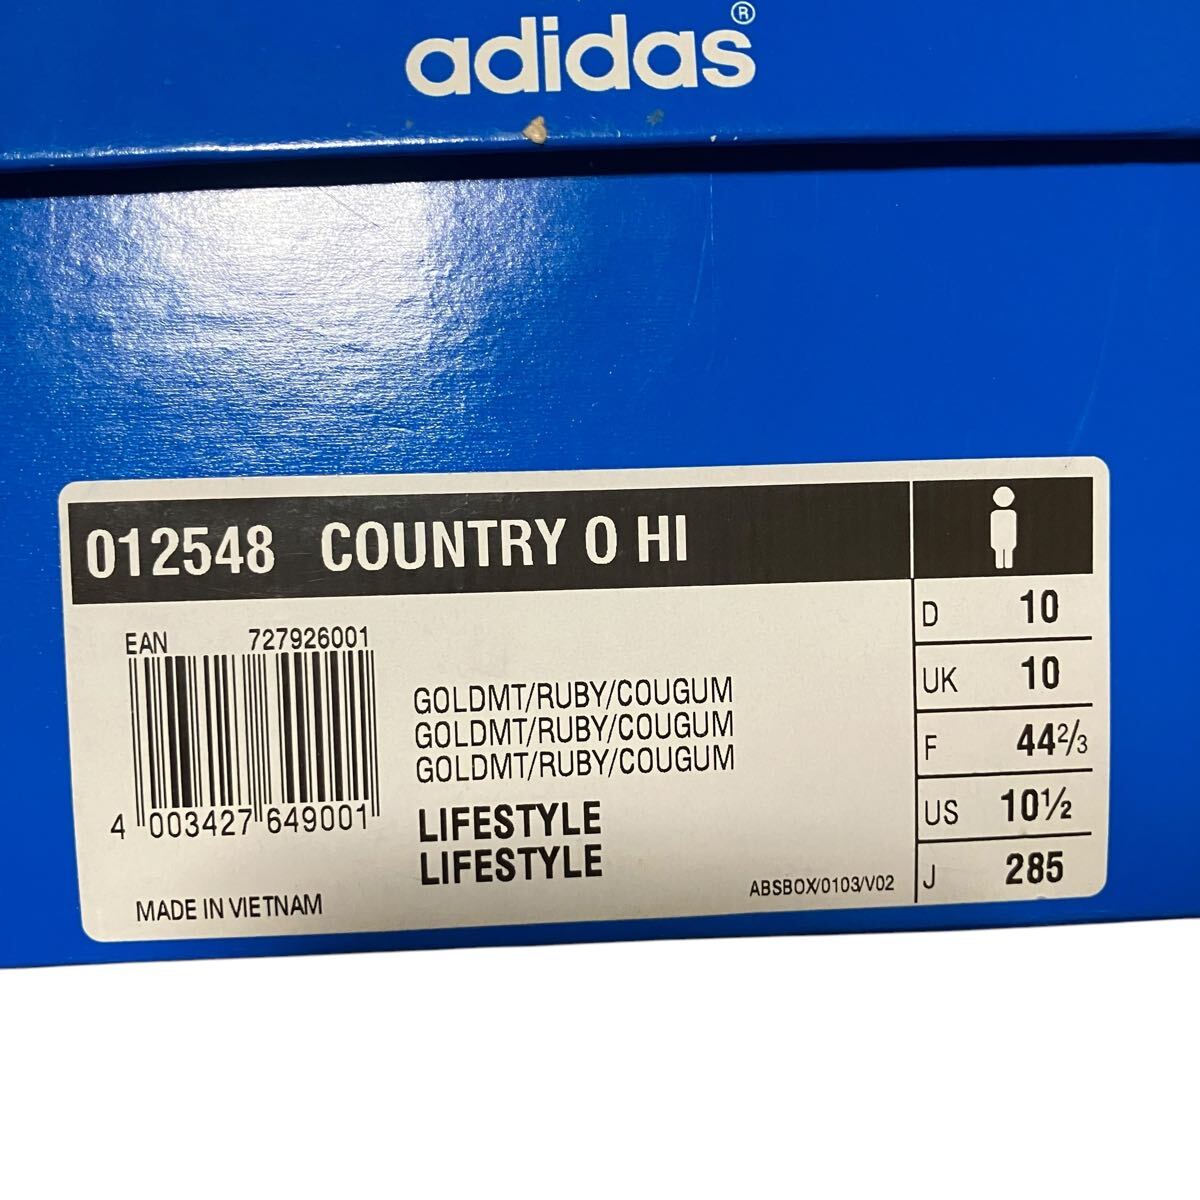 adidas®
012548 COUNTRY O HI
EAN 727926001
4 003427 649001
GOLDMT/RUBY/COUGUM
GOLDMT/RUBY/COUGUM
GOLDMT/RUBY/COUGUM
LIFESTYLE
LIFESTYLE
MADE IN VIETNAM
ABSBOX/0103/V02
D 10
UK 10
F 44⅔
US 10½
J 285